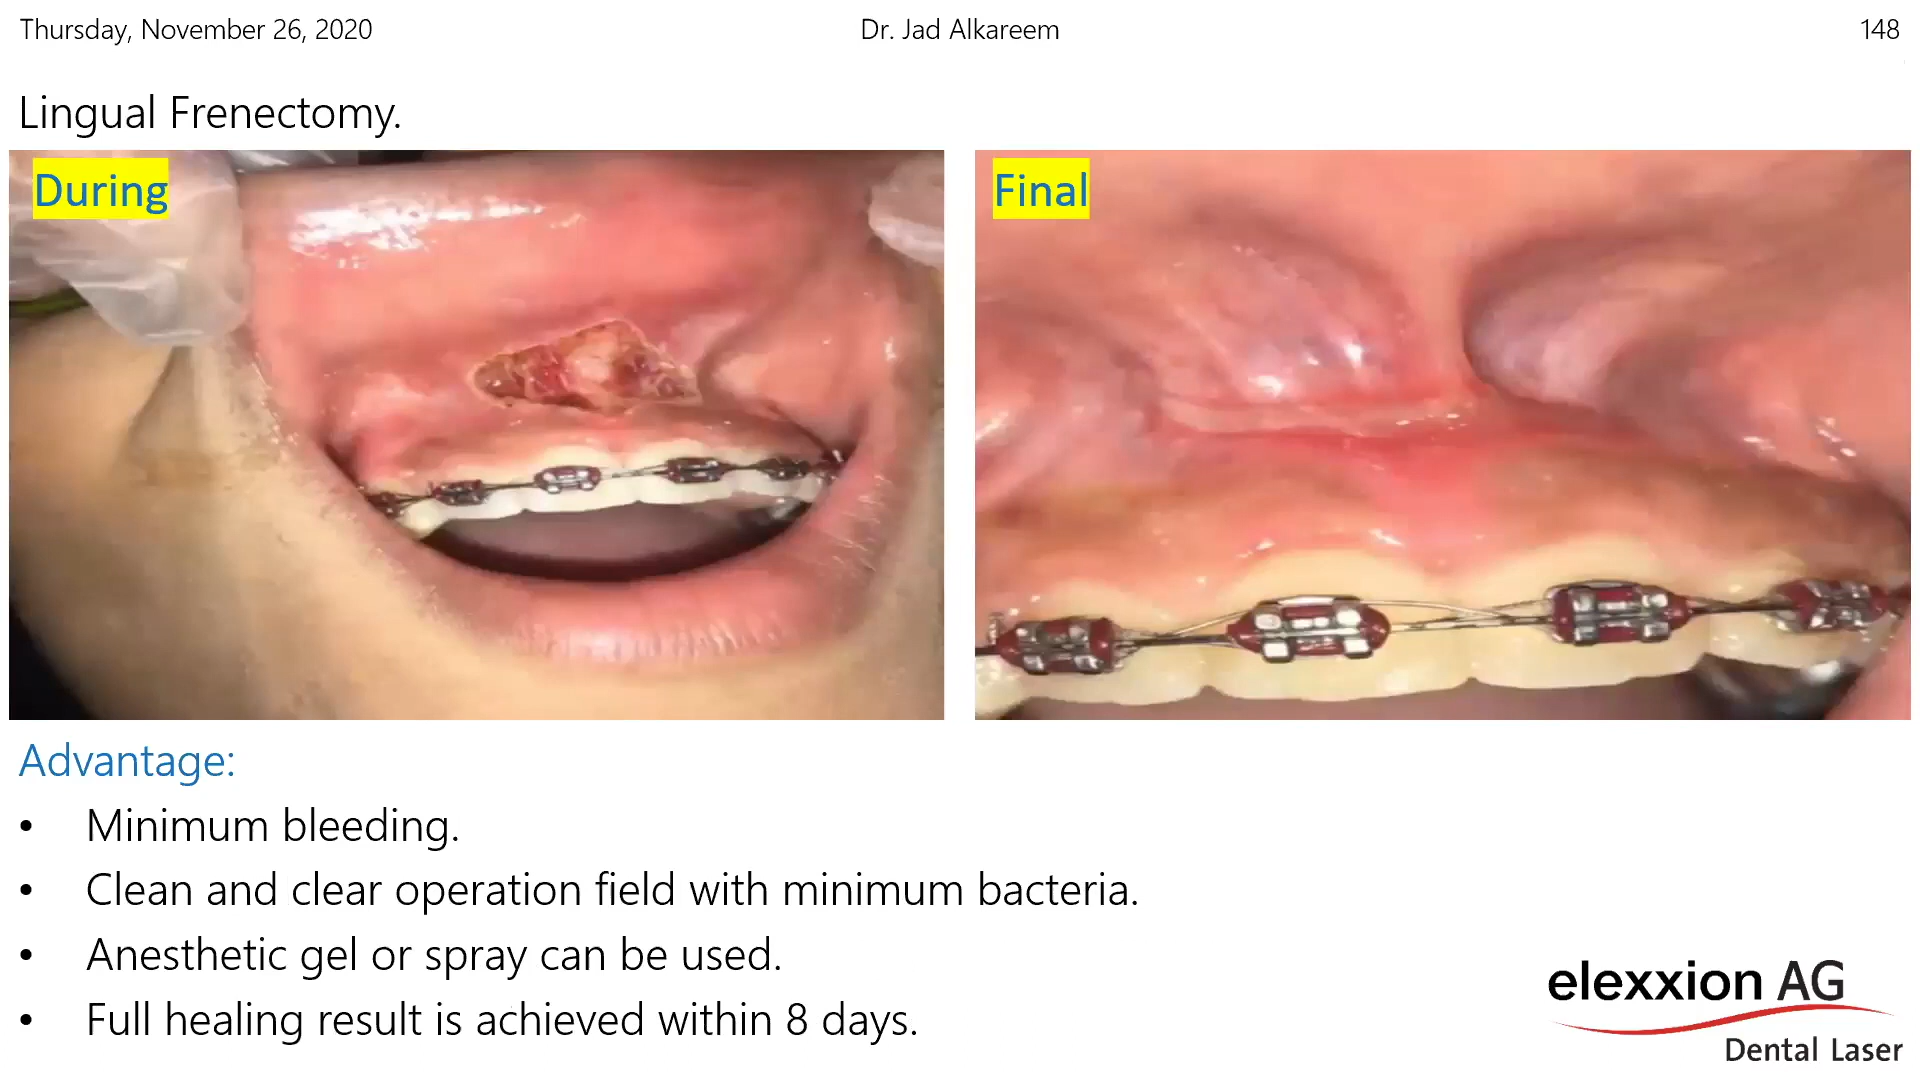 Thursday, November 26, 2020
Dr. Jad Alkareem
148
Lingual Frenectomy.
During
Final
Advantage:
• Minimum bleeding.
• Clean and clear operation field with minimum bacteria.
• Anesthetic gel or spray can be used.
• Full healing result is achieved within 8 days.
elexxion AG
Dental Laser